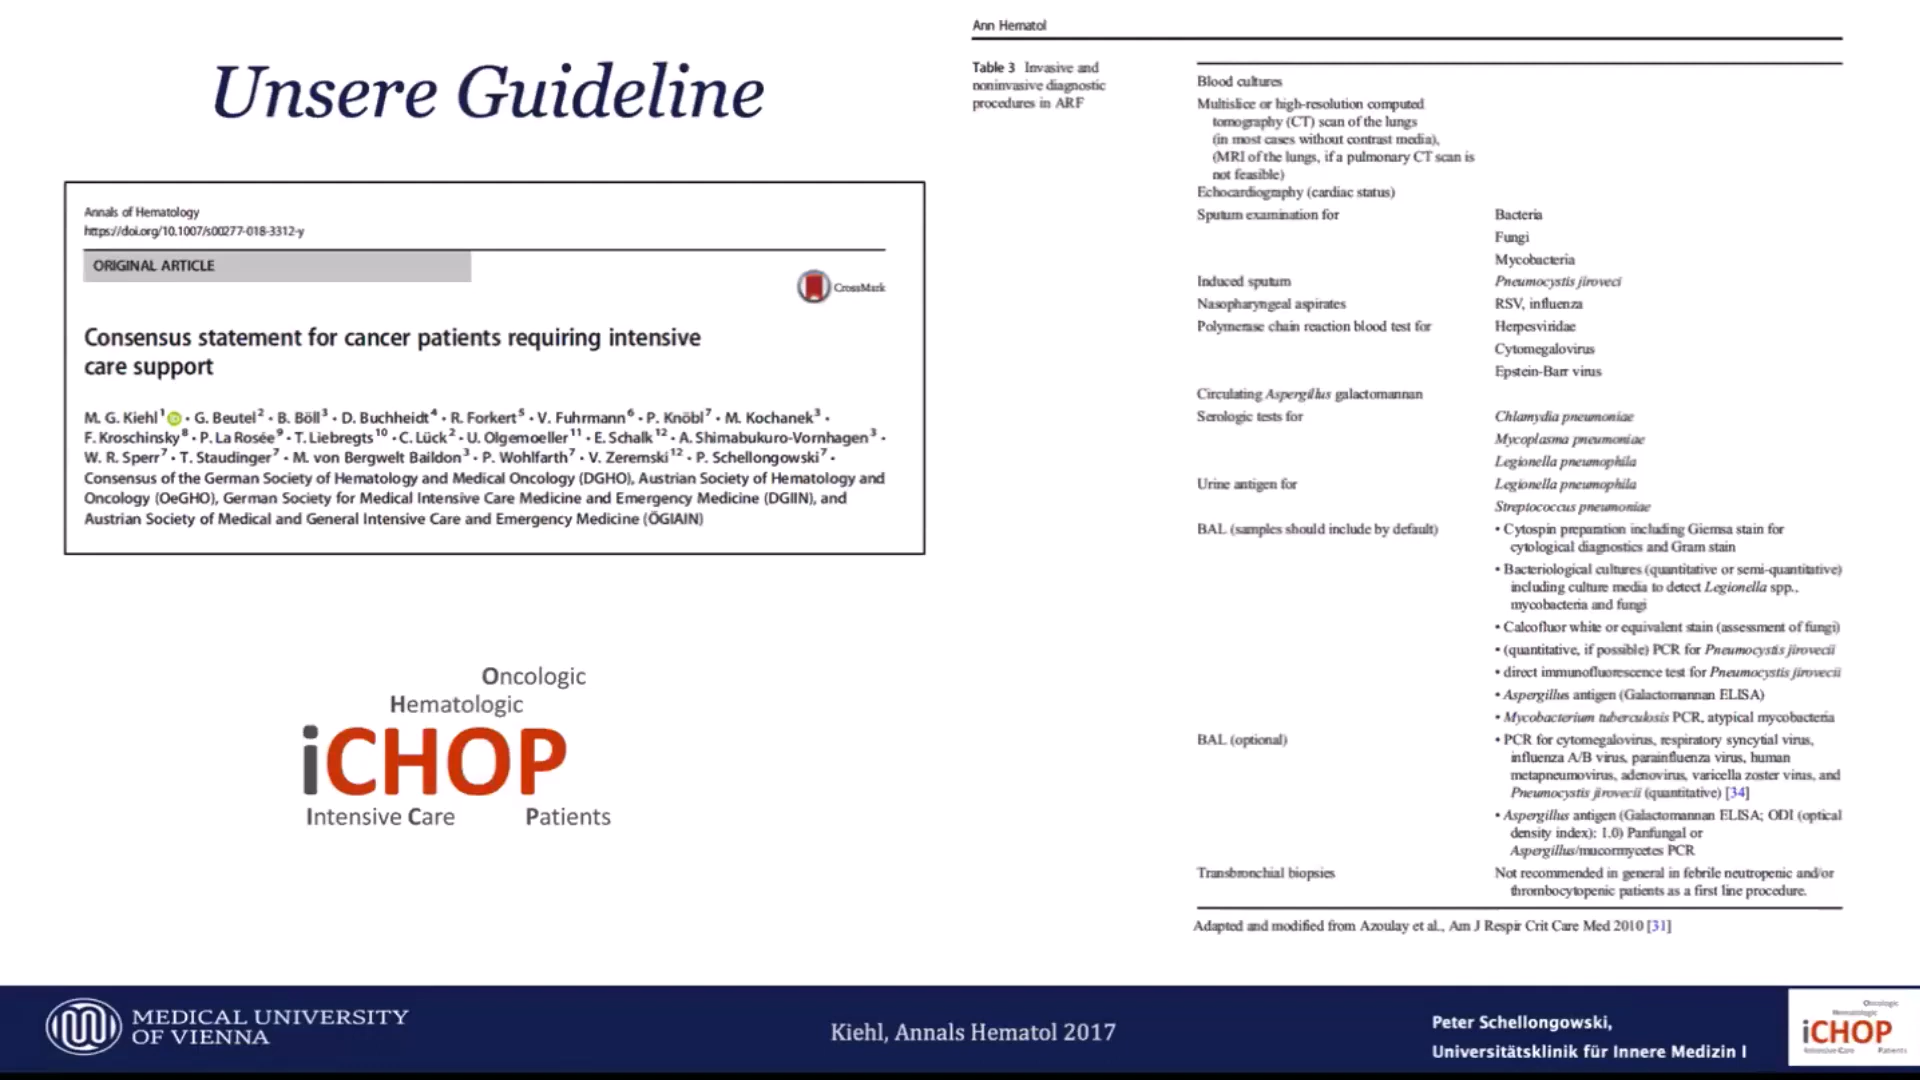 Unsere Guideline
Annals of Hematology
https://doi.org/10.1007/s00277-018-3312-y
ORIGINAL ARTICLE
CrossMark
Consensus statement for cancer patients requiring intensive
care support
M. G. Kiehl¹ · G. Beutel² · B. Böll³ · D. Buchheidt⁴ · R. Forkert⁵ · V. Fuhrmann⁶ · P. Knöbl⁷ · M. Kochanek³ ·
F. Kroschinsky⁸ · P. La Rosée⁹ · T. Liebregts¹⁰ · C. Lück² · U. Olgemoeller¹¹ · E. Schalk¹² · A. Shimabukuro-Vornhagen³ ·
W. R. Sperr⁷ · T. Staudinger⁷ · M. von Bergwelt Baildon³ · P. Wohlfarth⁷ · V. Zeremski¹² · P. Schellongowski⁷ ·
Consensus of the German Society of Hematology and Medical Oncology (DGHO), Austrian Society of Hematology and
Oncology (OeGHO), German Society for Medical Intensive Care Medicine and Emergency Medicine (DGIIN), and
Austrian Society of Medical and General Intensive Care and Emergency Medicine (ÖGIAIN)
Oncologic
Hematologic
iCHOP
Intensive Care Patients
Ann Hematol
Table 3 Invasive and
noninvasive diagnostic
procedures in ARF
Blood cultures
Multislice or high-resolution computed
tomography (CT) scan of the lungs
(in most cases without contrast media),
(MRI of the lungs, if a pulmonary CT scan is
not feasible)
Echocardiography (cardiac status)
Sputum examination for Bacteria
Fungi
Mycobacteria
Induced sputum Pneumocystis jiroveci
Nasopharyngeal aspirates RSV, influenza
Polymerase chain reaction blood test for Herpesviridae
Cytomegalovirus
Epstein-Barr virus
Circulating Aspergillus galactomannan
Serologic tests for Chlamydia pneumoniae
Mycoplasma pneumoniae
Legionella pneumophila
Urine antigen for Legionella pneumophila
Streptococcus pneumoniae
BAL (samples should include by default) • Cytospin preparation including Giemsa stain for
cytological diagnostics and Gram stain
• Bacteriological cultures (quantitative or semi-quantitative)
including culture media to detect Legionella spp.,
mycobacteria and fungi
• Calcofluor white or equivalent stain (assessment of fungi)
• (quantitative, if possible) PCR for Pneumocystis jirovecii
• direct immunofluorescence test for Pneumocystis jirovecii
• Aspergillus antigen (Galactomannan ELISA)
• Mycobacterium tuberculosis PCR, atypical mycobacteria
BAL (optional) • PCR for cytomegalovirus, respiratory syncytial virus,
influenza A/B virus, parainfluenza virus, human
metapneumovirus, adenovirus, varicella zoster virus, and
Pneumocystis jirovecii (quantitative) [34]
• Aspergillus antigen (Galactomannan ELISA; ODI (optical
density index): 1.0) Panfungal or
Aspergillus/mucormycetes PCR
Transbronchial biopsies Not recommended in general in febrile neutropenic and/or
thrombocytopenic patients as a first line procedure.
Adapted and modified from Azoulay et al., Am J Respir Crit Care Med 2010 [31]
MEDICAL UNIVERSITY
OF VIENNA
Kiehl, Annals Hematol 2017
Peter Schellongowski,
Universitätsklinik für Innere Medizin I
Oncologic
Hematologic
iCHOP
Intensive Care Patients